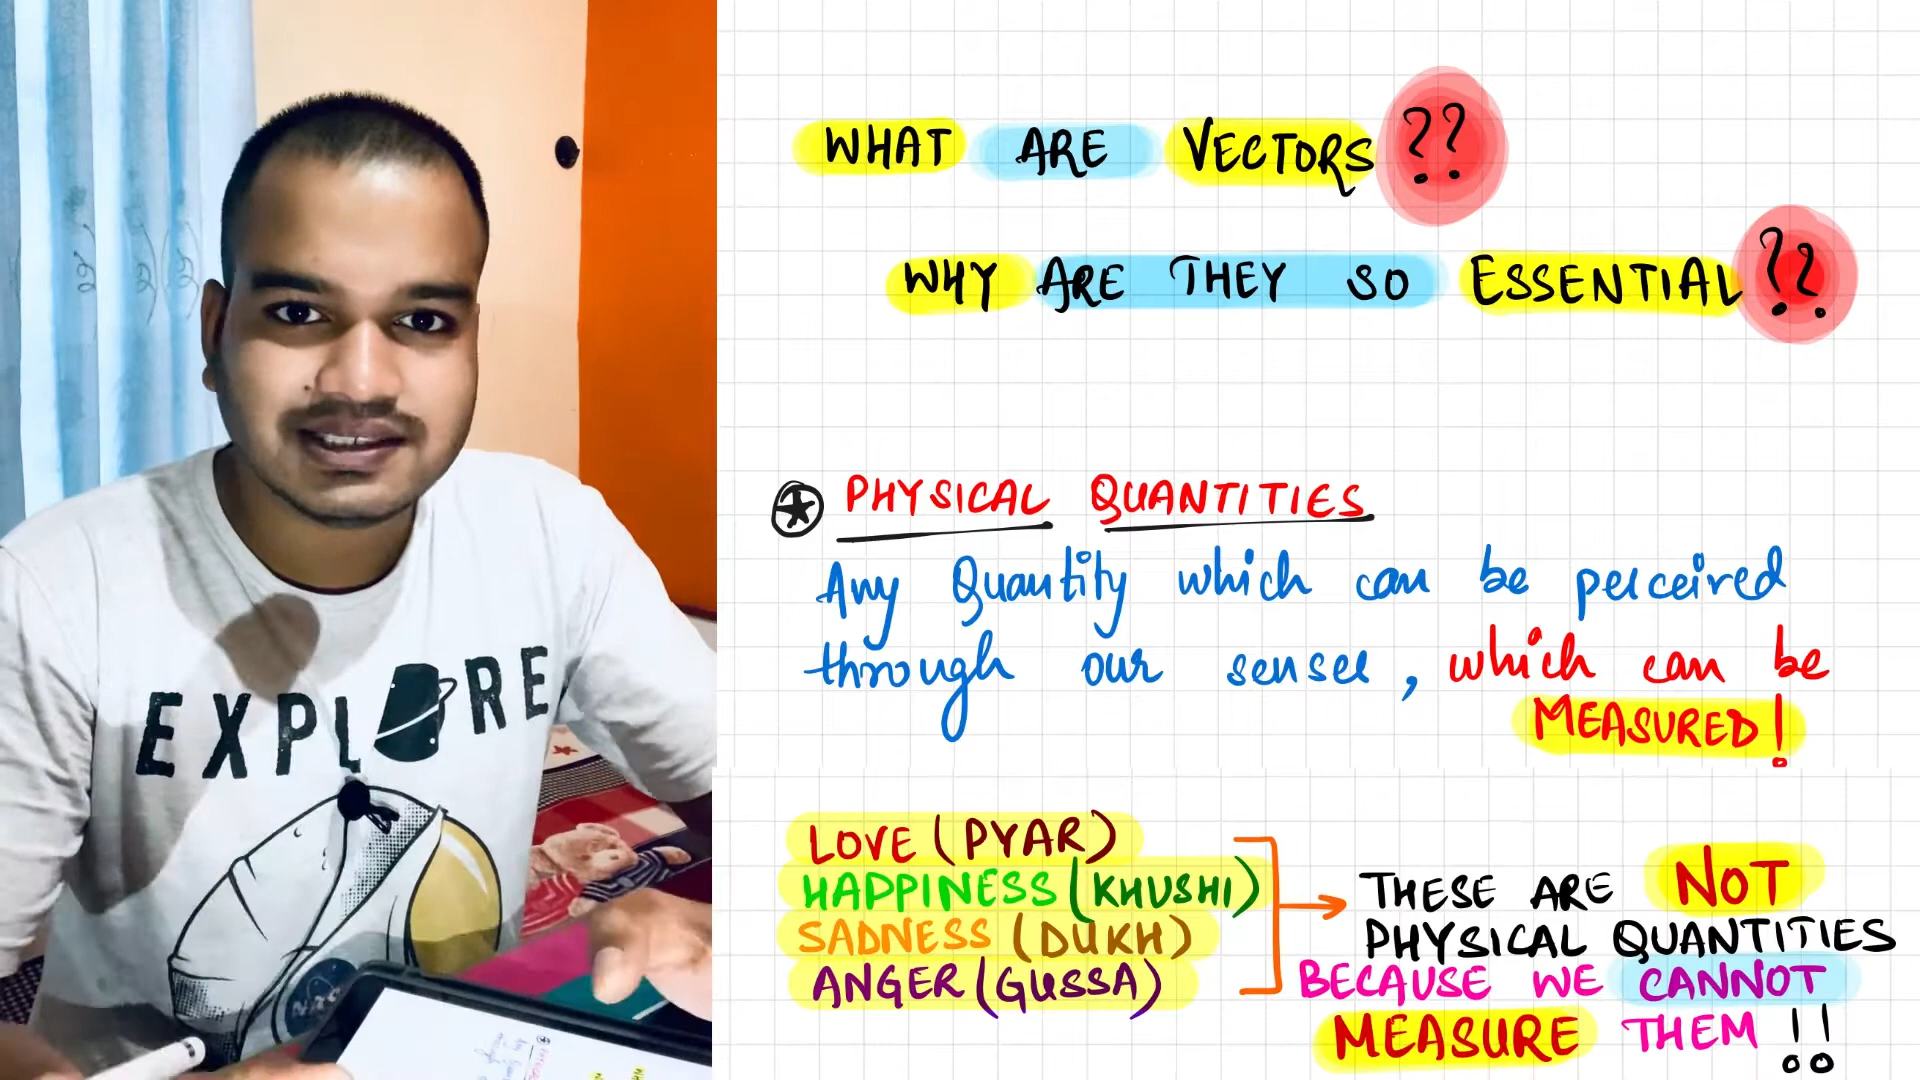 WHAT ARE VECTORS ??
WHY ARE THEY SO ESSENTIAL ??
PHYSICAL QUANTITIES
Any Quantity which can be perceived
through our senses, which can be
MEASURED!
LOVE (PYAR)
HAPPINESS (KHUSHI)
SADNESS (DUKH)
ANGER (GUSSA)
THESE ARE NOT
PHYSICAL QUANTITIES
BECAUSE WE CANNOT
MEASURE THEM !!
EXPLORE